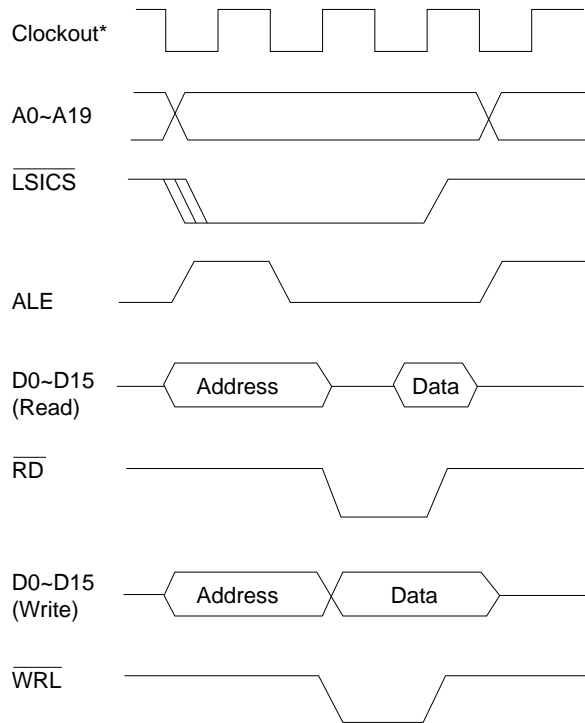 Clockout*
A0~A19
LSICS
ALE
D0~D15
(Read)
Address
Data
RD
D0~D15
(Write)
Address
Data
WRL